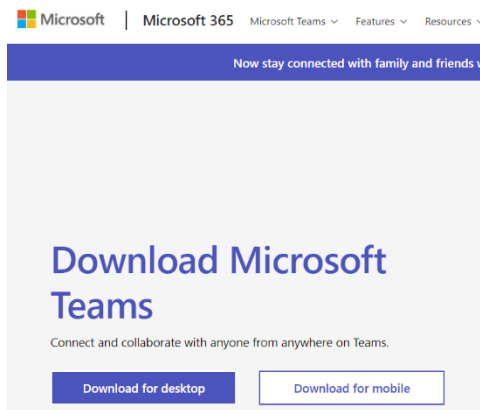 Microsoft | Microsoft 365 Microsoft Teams Features Resources
Now stay connected with family and friends
Download Microsoft
Teams
Connect and collaborate with anyone from anywhere on Teams.
Download for desktop Download for mobile